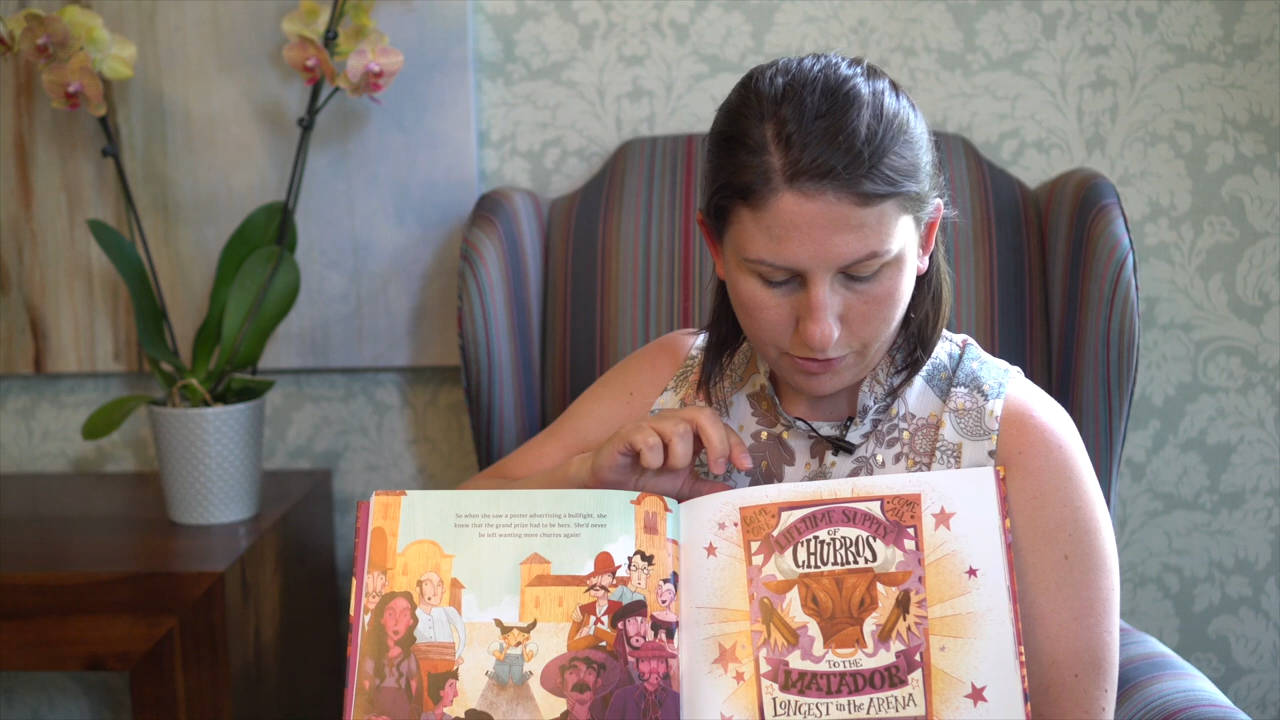 So when she saw a poster advertising a bullfight, she
knew that the grand prize had to be hers. She'd never
be left wanting more churros again!
COME ALL
LIFETIME SUPPLY
OF
CHURROS
TO THE
MATADOR
LONGEST in the ARENA